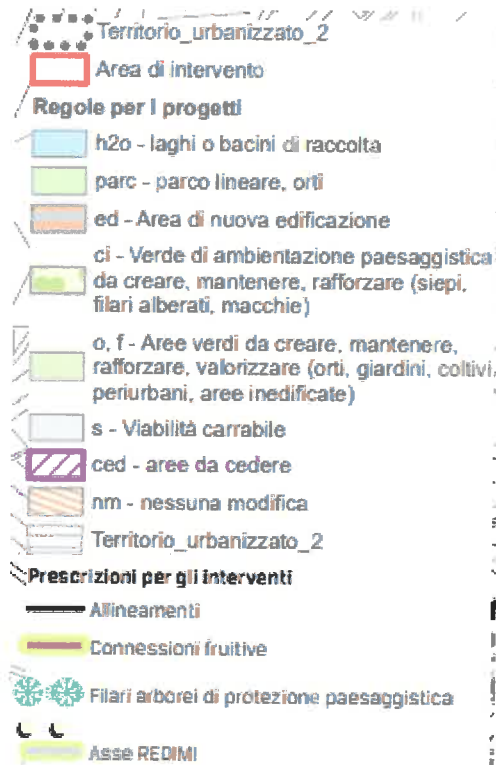 Territorio_urbanizzato_2
Area di intervento
Regole per i progetti
h2o - laghi o bacini di raccolta
parc - parco lineare, orti
ed - Area di nuova edificazione
ci - Verde di ambientazione paesaggistica
da creare, mantenere, rafforzare (siepi,
filari alberati, macchie)
o, f - Aree verdi da creare, mantenere,
rafforzare, valorizzare (orti, giardini, coltivi,
periurbani, aree inedificate)
s - Viabilità carrabile
ced - aree da cedere
nm - nessuna modifica
Territorio_urbanizzato_2
Prescrizioni per gli interventi
Allineamenti
Connessioni fruitive
Filari arborei di protezione paesaggistica
Asse REDIMI